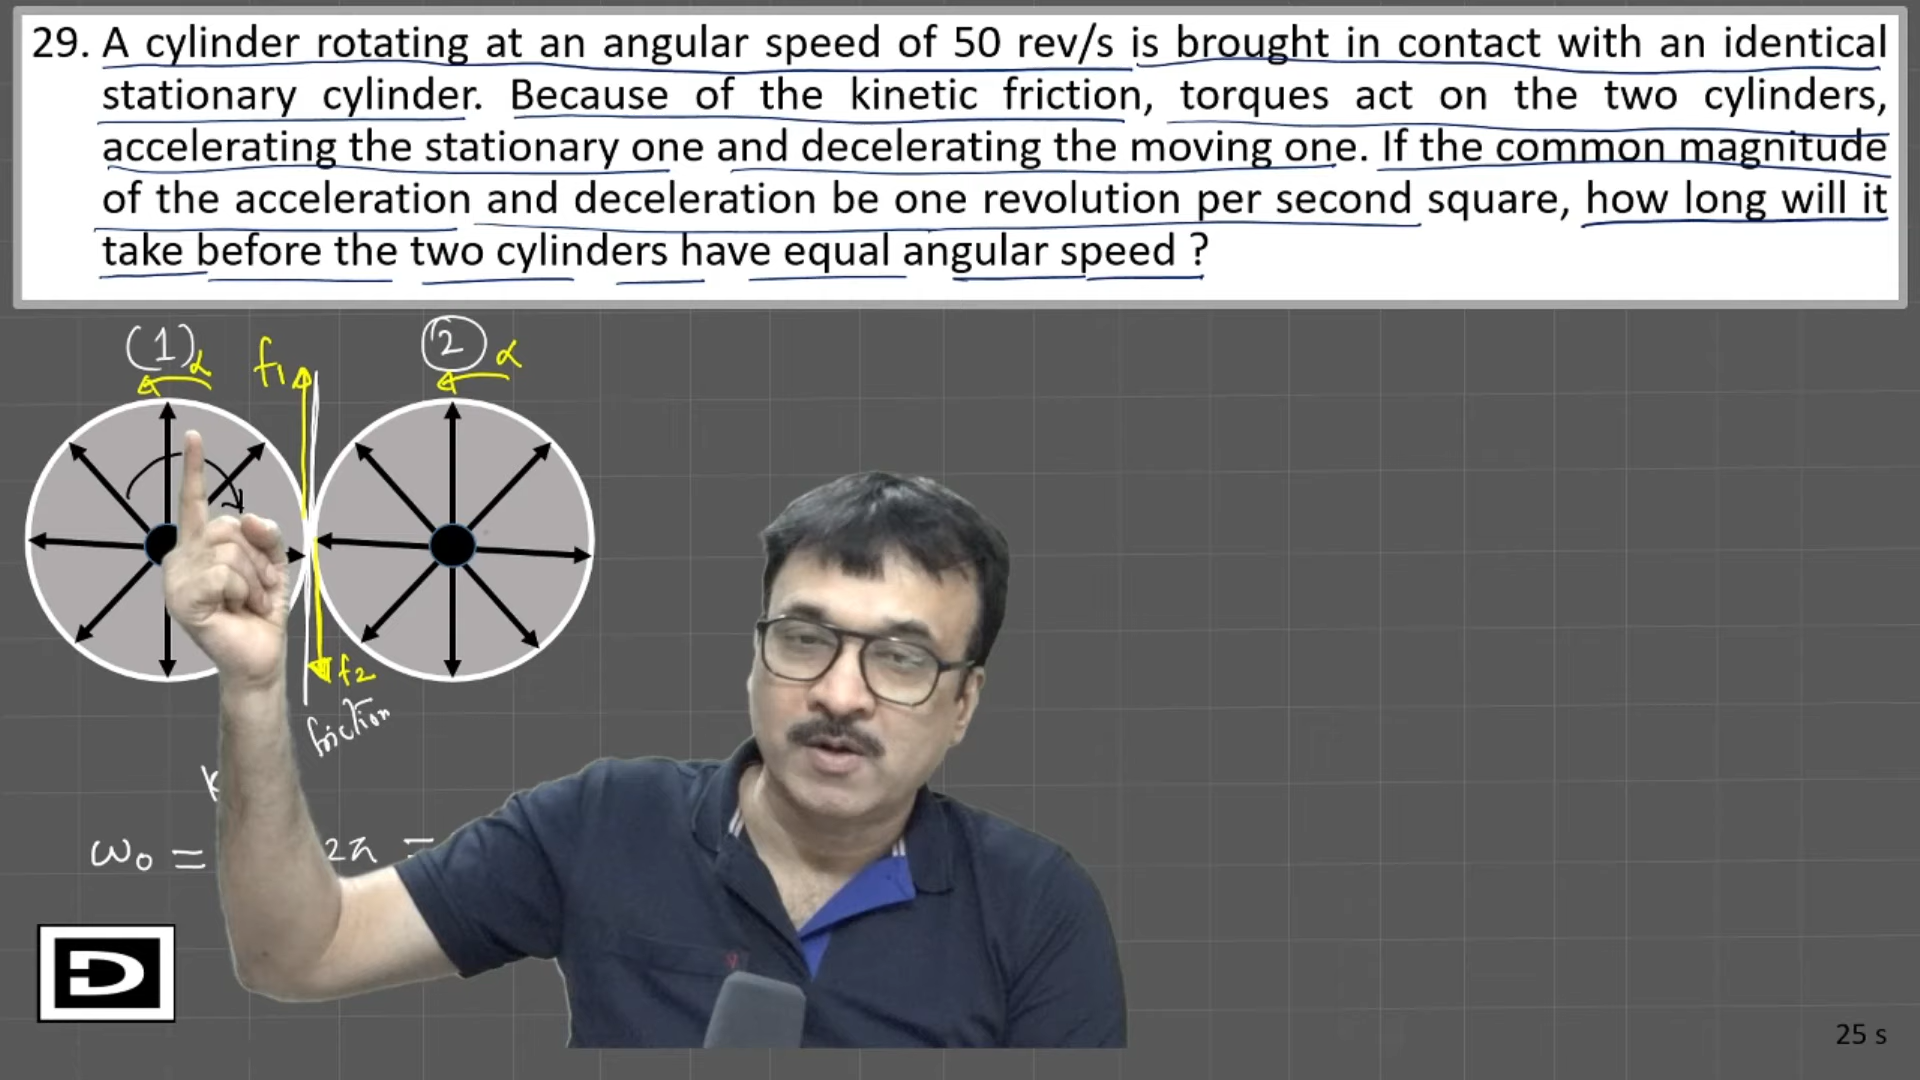 29. A cylinder rotating at an angular speed of 50 rev/s is brought in contact with an identical
stationary cylinder. Because of the kinetic friction, torques act on the two cylinders,
accelerating the stationary one and decelerating the moving one. If the common magnitude
of the acceleration and deceleration be one revolution per second square, how long will it
take before the two cylinders have equal angular speed ?
(1) α f₁ 2 α
f₂
friction
k
ω₀ = 2π =
D
25 s